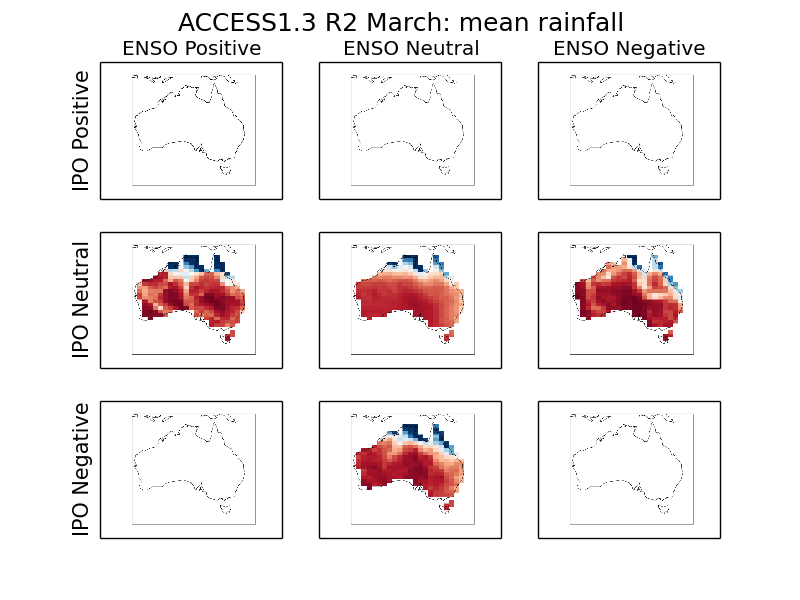 ACCESS1.3 R2 March: mean rainfall
ENSO Positive
ENSO Neutral
ENSO Negative
IPO Positive
IPO Neutral
IPO Negative